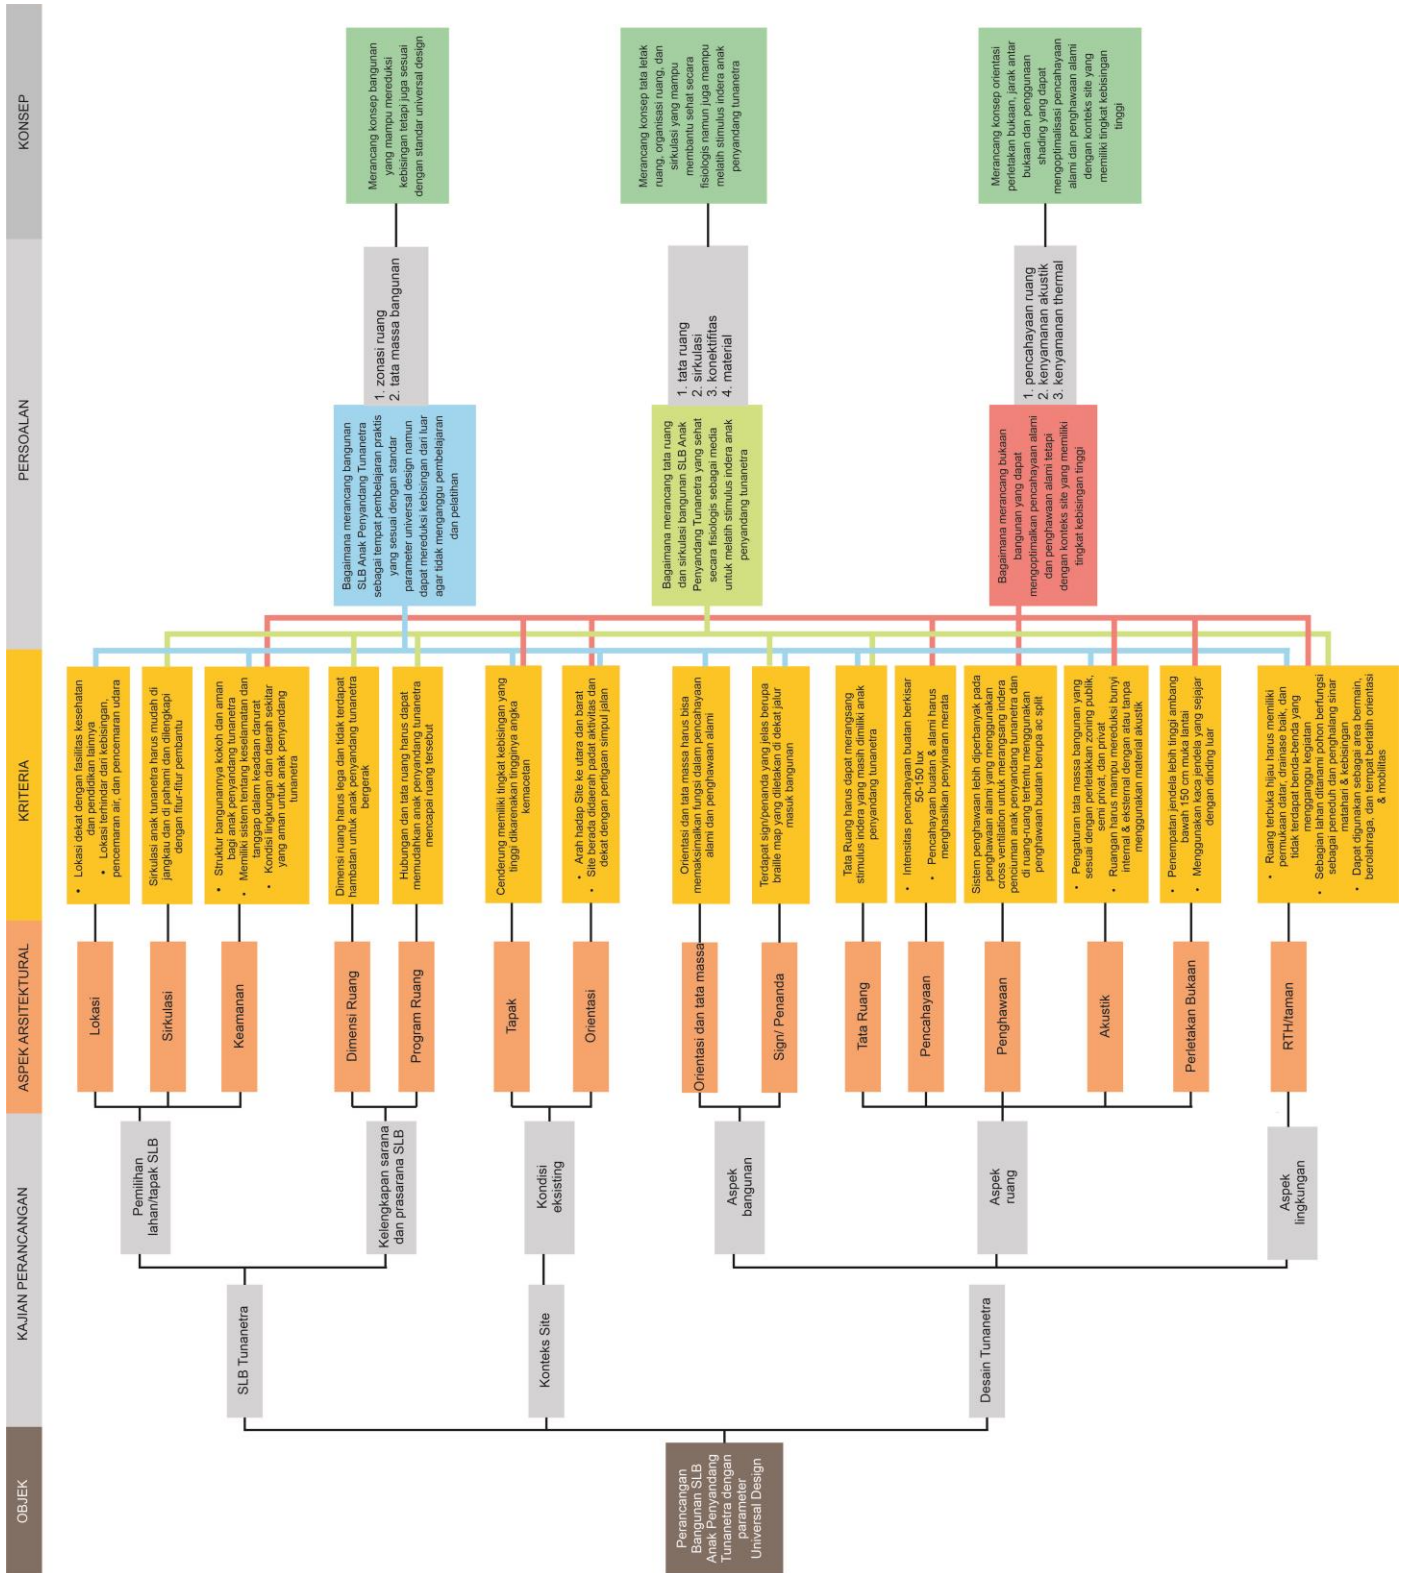 OBJEK
KAJIAN PERANCANGAN
ASPEK ARSITEKTURAL
KRITERIA
PERSOALAN
KONSEP
Perancangan
Bangunan SLB
Anak Penyandang
Tunanetra dengan
parameter
Universal Design
SLB Tunanetra
Konteks Site
Desain Tunanetra
Pemilihan
lahan/tapak SLB
Kelengkapan sarana
dan prasarana SLB
Kondisi
eksisting
Aspek
bangunan
Aspek
ruang
Aspek
lingkungan
Lokasi
Sirkulasi
Keamanan
Dimensi Ruang
Program Ruang
Tapak
Orientasi
Orientasi dan tata massa
Sign/ Penanda
Tata Ruang
Pencahayaan
Penghawaan
Akustik
Perletakan Bukaan
RTH/taman
• Lokasi dekat dengan fasilitas kesehatan
dan pendidikan lainnya
• Lokasi terhindar dari kebisingan,
pencemaran air, dan pencemaran udara
Sirkulasi anak tunanetra harus mudah di
jangkau dan di pahami dan dilengkapi
dengan fitur-fitur pembantu
• Struktur bangunannya kokoh dan aman
bagi anak penyandang tunanetra
• Memiliki sistem tentang keselamatan dan
tanggap dalam keadaan darurat
• Kondisi lingkungan dan daerah sekitar
yang aman untuk anak penyandang
tunanetra
Dimensi ruang harus lega dan tidak terdapat
hambatan untuk anak penyandang tunanetra
bergerak
Hubungan dan tata ruang harus dapat
memudahkan anak penyandang tunanetra
mencapai ruang tersebut
Cenderung memiliki tingkat kebisingan yang
tinggi dikarenakan tingginya angka
kemacetan
• Arah hadap Site ke utara dan barat
• Site berada didaerah padat aktivitas dan
dekat dengan pertigaan simpul jalan
Orientasi dan tata massa harus bisa
memaksimalkan fungsi dalam pencahayaan
alami dan penghawaan alami
Terdapat sign/penanda yang jelas berupa
braille map yang diletakan di dekat jalur
masuk bangunan
Tata Ruang harus dapat merangsang
stimulus indera yang masih dimiliki anak
penyandang tunanetra
• Intensitas pencahayaan buatan berkisar
50-150 lux
• Pencahayaan buatan & alami harus
menghasilkan penyinaran merata
Sistem penghawaan lebih diperbanyak pada
penghawaan alami yang menggunakan
cross ventilation untuk merangsang indera
penciuman anak penyandang tunanetra dan
di ruang-ruang tertentu menggunakan
penghawaan buatan berupa ac split
• Pengaturan tata massa bangunan yang
sesuai dengan perletakkan zoning publik,
semi privat, dan privat
• Ruangan harus mampu mereduksi bunyi
internal & eksternal dengan atau tanpa
menggunakan material akustik
• Penempatan jendela lebih tinggi ambang
bawah 150 cm muka lantai
• Menggunakan kaca jendela yang sejajar
dengan dinding luar
• Ruang terbuka hijau harus memiliki
permukaan datar, drainase baik, dan
tidak terdapat benda-benda yang
mengganggu kegiatan
• Sebagian lahan ditanami pohon berfungsi
sebagai peneduh dan penghalang sinar
matahari & kebisingan
• Dapat digunakan sebagai area bermain,
berolahraga, dan tempat berlatih orientasi
& mobilitas
Bagaimana merancang bangunan
SLB Anak Penyandang Tunanetra
sebagai tempat pembelajaran praktis
yang sesuai dengan standar
parameter universal design namun
dapat mereduksi kebisingan dari luar
agar tidak menganggu pembelajaran
dan pelatihan
Bagaimana merancang tata ruang
dan sirkulasi bangunan SLB Anak
Penyandang Tunanetra yang sehat
secara fisiologis sebagai media
untuk melatih stimulus indera anak
penyandang tunanetra
Bagaimana merancang bukaan
bangunan yang dapat
mengoptimalkan pencahayaan alami
dan penghawaan alami tetapi
dengan konteks site yang memiliki
tingkat kebisingan tinggi
1. zonasi ruang
2. tata massa bangunan
1. tata ruang
2. sirkulasi
3. konektifitas
4. material
1. pencahayaan ruang
2. kenyamanan akustik
3. kenyamanan thermal
Merancang konsep bangunan
yang mampu mereduksi
kebisingan tetapi juga sesuai
dengan standar universal design
Merancang konsep tata letak
ruang, organisasi ruang, dan
sirkulasi yang mampu
membantu sehat secara
fisiologis namun juga mampu
melatih stimulus indera anak
penyandang tunanetra
Merancang konsep orientasi
perletakan bukaan, jarak antar
bukaan dan penggunaan
shading yang dapat
mengoptimalisasi pencahayaan
alami dan penghawaan alami
dengan konteks site yang
memiliki tingkat kebisingan
tinggi